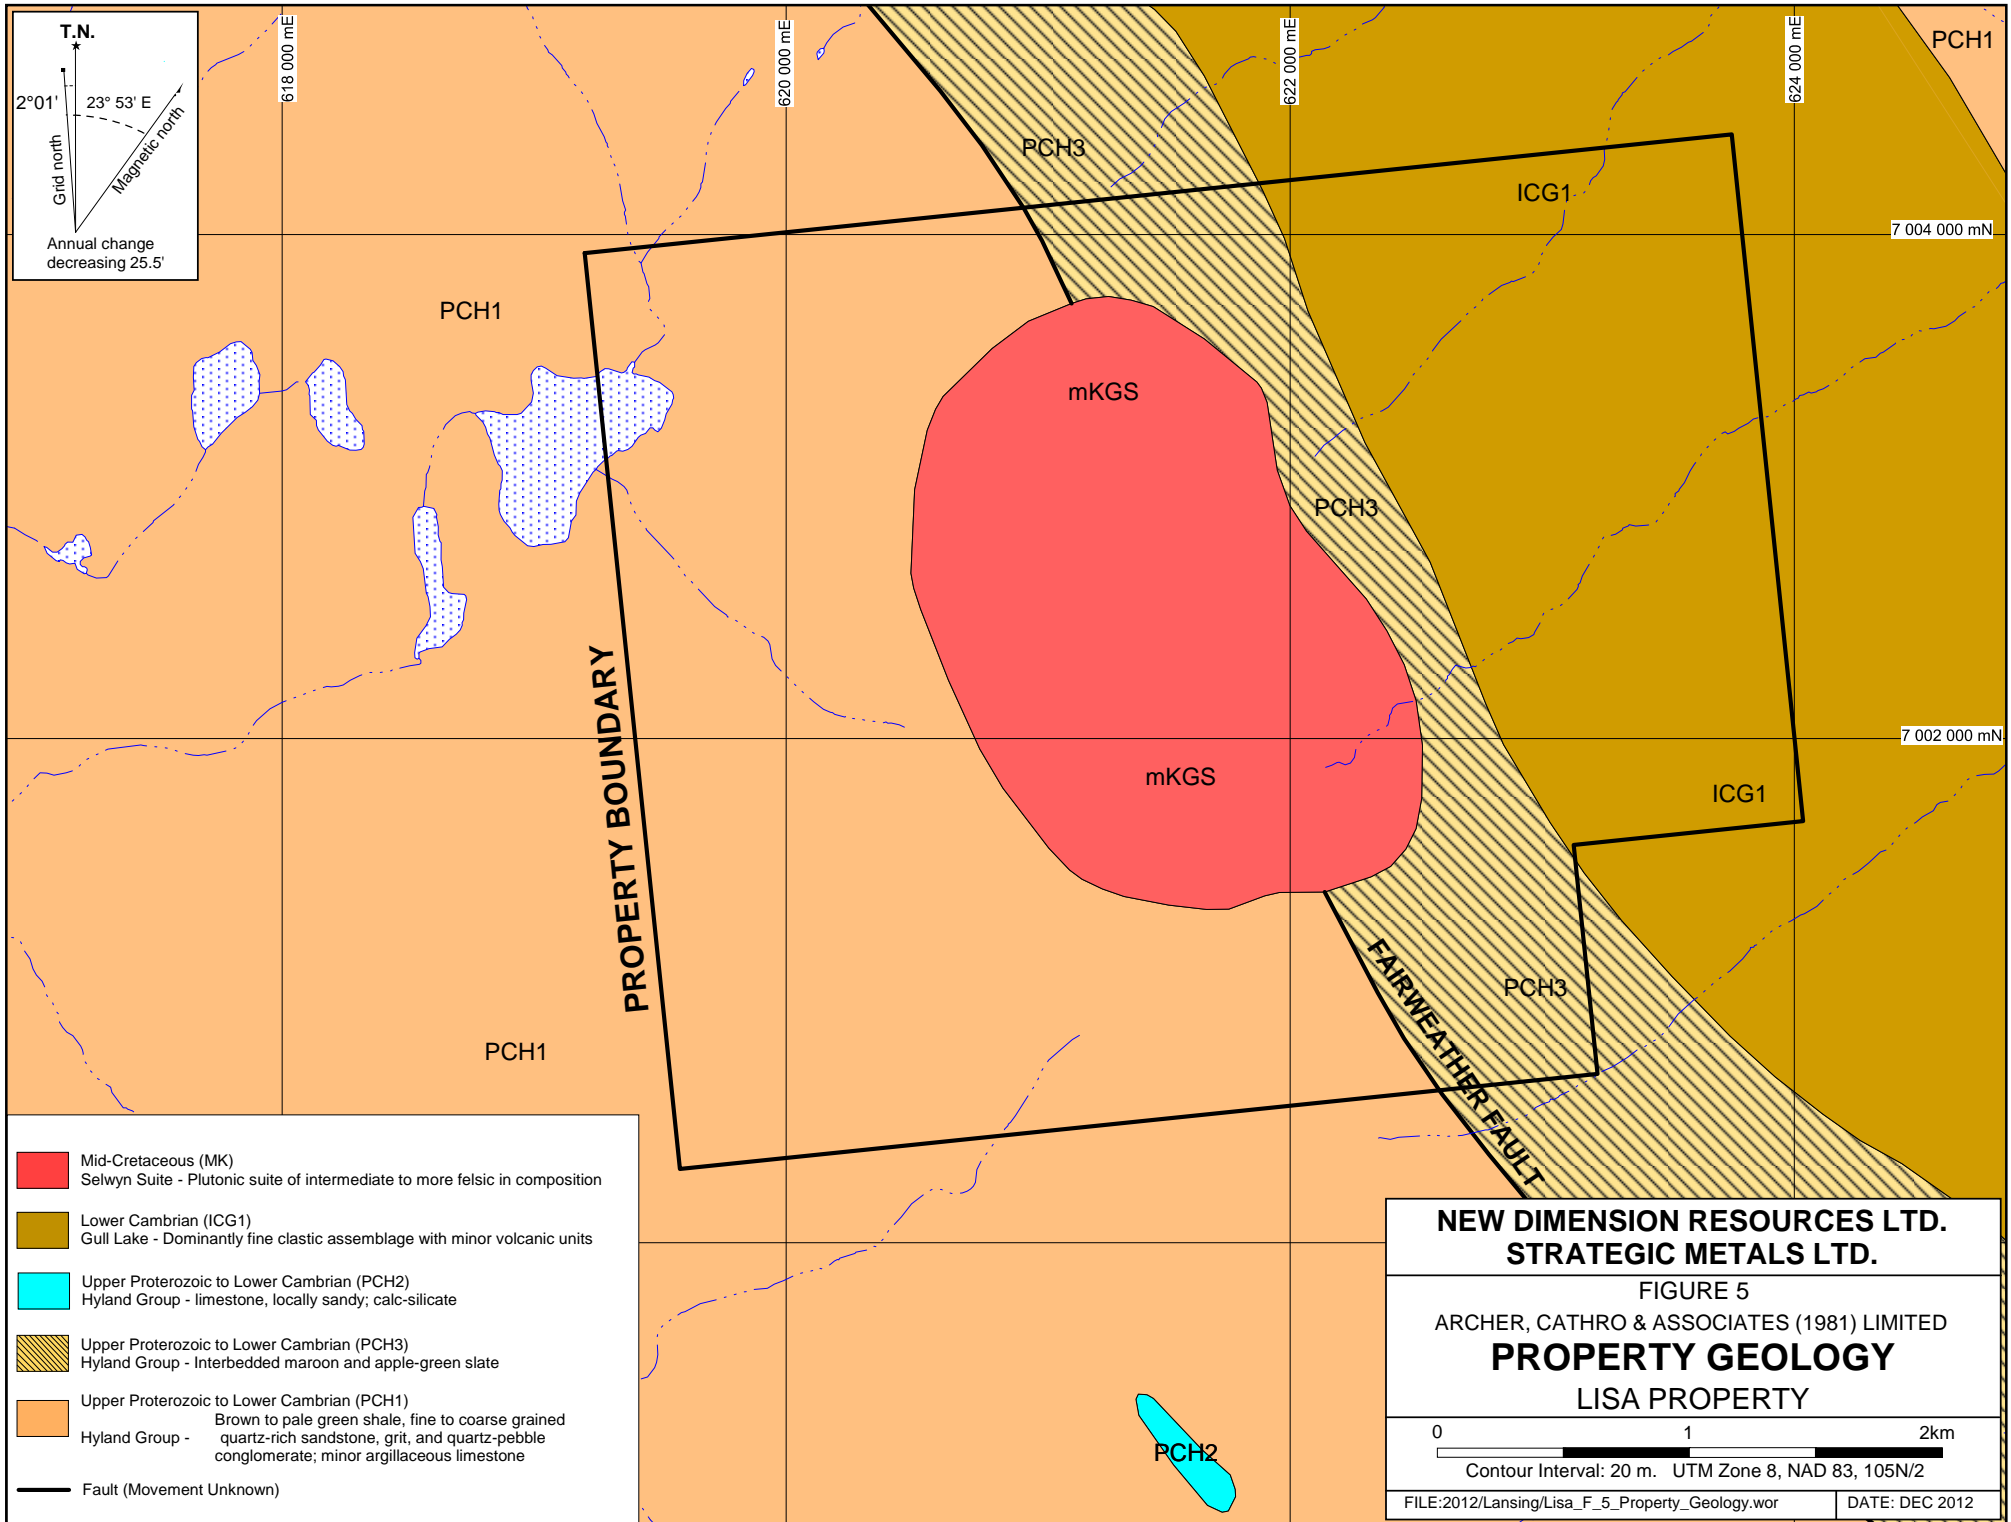 T.N.
2°01'
23° 53' E
Grid north
Magnetic north
Annual change
decreasing 25.5'
618 000 mE
620 000 mE
622 000 mE
624 000 mE
PCH1
PCH3
ICG1
7 004 000 mN
PCH1
mKGS
PCH3
7 002 000 mN
mKGS
ICG1
PROPERTY BOUNDARY
PCH3
FAIRWEATHER FAULT
PCH1
PCH2
Mid-Cretaceous (MK)
Selwyn Suite - Plutonic suite of intermediate to more felsic in composition
Lower Cambrian (ICG1)
Gull Lake - Dominantly fine clastic assemblage with minor volcanic units
Upper Proterozoic to Lower Cambrian (PCH2)
Hyland Group - limestone, locally sandy; calc-silicate
Upper Proterozoic to Lower Cambrian (PCH3)
Hyland Group - Interbedded maroon and apple-green slate
Upper Proterozoic to Lower Cambrian (PCH1)
Brown to pale green shale, fine to coarse grained
Hyland Group - quartz-rich sandstone, grit, and quartz-pebble
conglomerate; minor argillaceous limestone
Fault (Movement Unknown)
NEW DIMENSION RESOURCES LTD.
STRATEGIC METALS LTD.
FIGURE 5
ARCHER, CATHRO & ASSOCIATES (1981) LIMITED
PROPERTY GEOLOGY
LISA PROPERTY
0 1 2km
Contour Interval: 20 m. UTM Zone 8, NAD 83, 105N/2
FILE:2012/Lansing/Lisa_F_5_Property_Geology.wor
DATE: DEC 2012